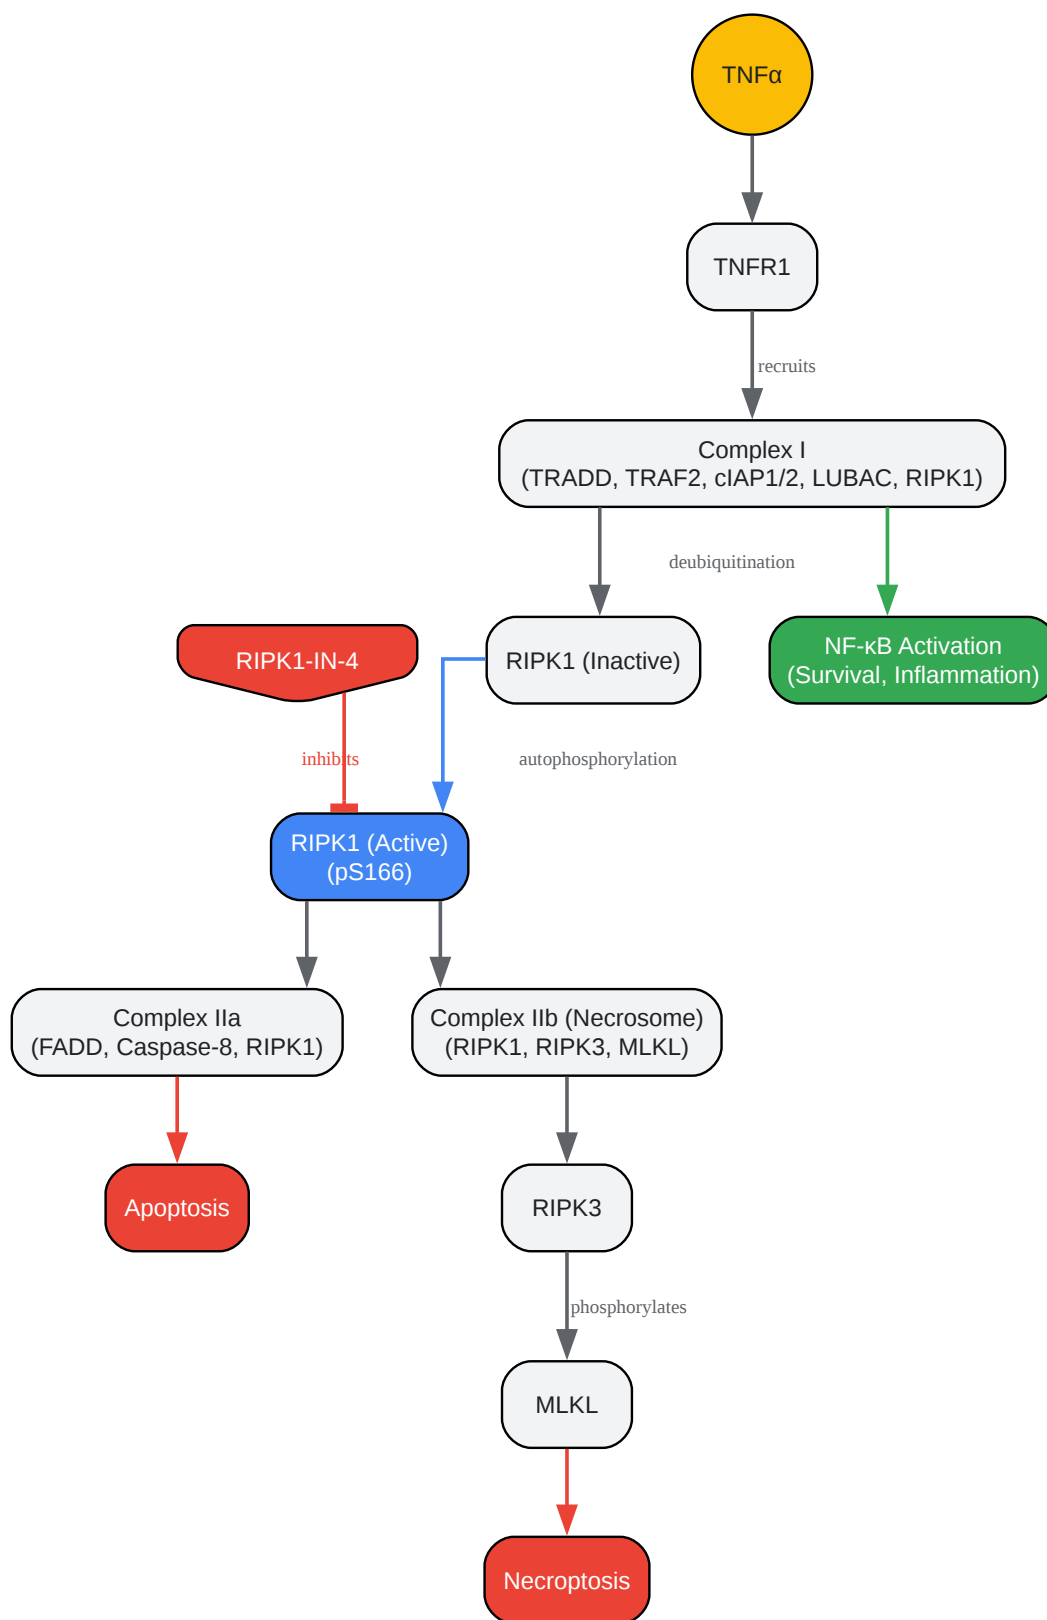 TNFα
TNFR1
recruits
Complex I
(TRADD, TRAF2, cIAP1/2, LUBAC, RIPK1)
deubiquitination
RIPK1-IN-4
RIPK1 (Inactive)
NF-κB Activation
(Survival, Inflammation)
inhibits
autophosphorylation
RIPK1 (Active)
(pS166)
Complex IIa
(FADD, Caspase-8, RIPK1)
Complex IIb (Necrosome)
(RIPK1, RIPK3, MLKL)
Apoptosis
RIPK3
phosphorylates
MLKL
Necroptosis